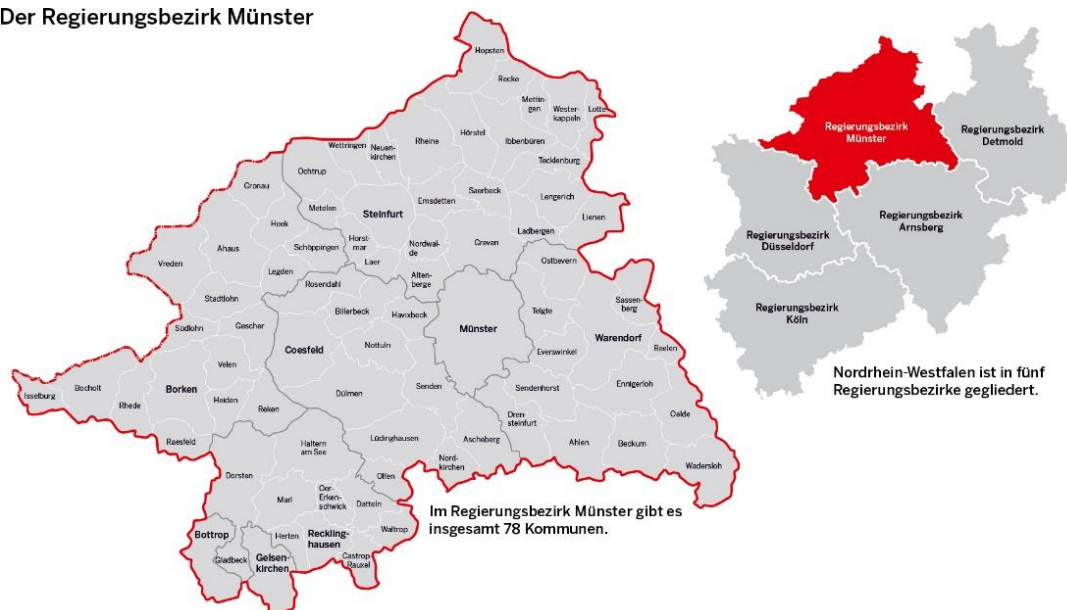 Der Regierungsbezirk Münster
Hopsten
Recke
Mettin-
gen
Wester-
kappeln
Lotte
Wettringen
Neuen-
kirchen
Rheine
Hörstel
Ibbenbüren
Ochtrup
Tecklenburg
Gronau
Metelen
Steinfurt
Emsdetten
Saerbeck
Lengerich
Lienen
Heek
Ahaus
Schöppingen
Horst-
mar
Laer
Nordwal-
de
Greven
Ladbergen
Vreden
Legden
Alten-
berge
Ostbevern
Stadtlohn
Rosendahl
Billerbeck
Havixbeck
Münster
Telgte
Sassen-
berg
Südlohn
Gescher
Coesfeld
Nottuln
Everswinkel
Warendorf
Beelen
Isselburg
Bocholt
Rhede
Borken
Velen
Heiden
Reken
Dülmen
Senden
Sendenhorst
Ennigerloh
Oelde
Raesfeld
Haltern
am See
Lüdinghausen
Ascheberg
Dren-
steinfurt
Ahlen
Beckum
Wadersloh
Dorsten
Nord-
kirchen
Olfen
Marl
Oer-
Erken-
schwick
Datteln
Bottrop
Gladbeck
Gelsen-
kirchen
Herten
Reckling-
hausen
Waltrop
Castrop-
Rauxel
Im Regierungsbezirk Münster gibt es
insgesamt 78 Kommunen.
Regierungsbezirk
Münster
Regierungsbezirk
Detmold
Regierungsbezirk
Düsseldorf
Regierungsbezirk
Arnsberg
Regierungsbezirk
Köln
Nordrhein-Westfalen ist in fünf
Regierungsbezirke gegliedert.